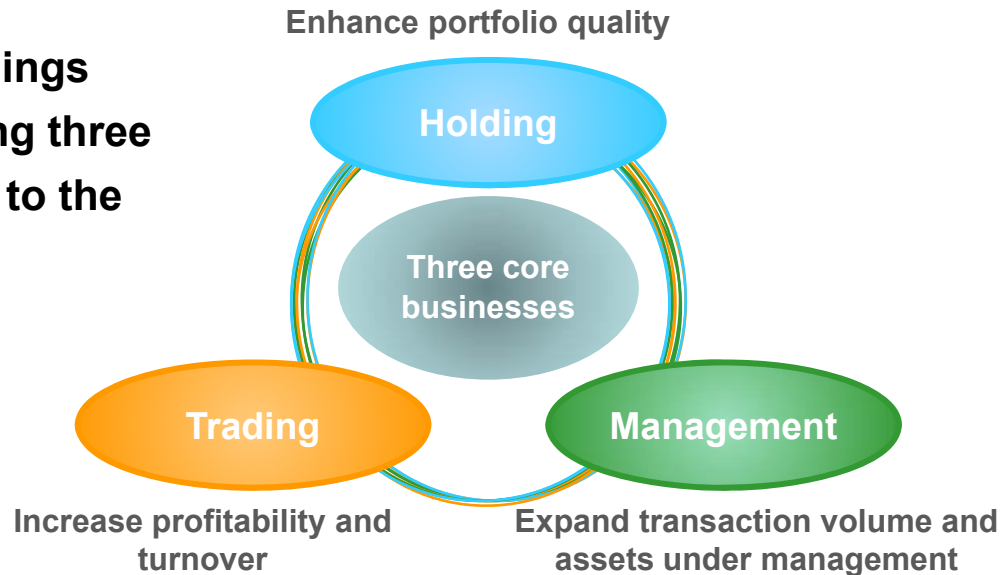 Enhance portfolio quality
ings
ng three
to the
Holding
Three core
businesses
Trading
Management
Increase profitability and
turnover
Expand transaction volume and
assets under management